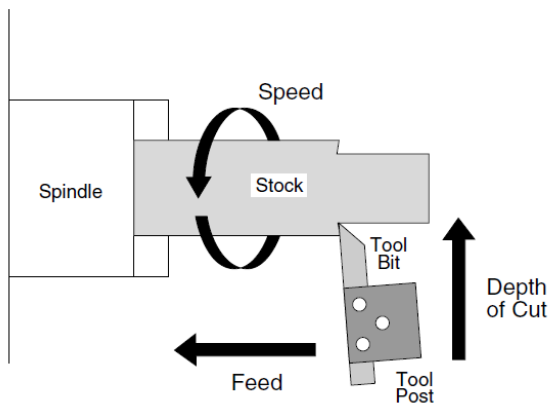 Speed
Spindle
Stock
Tool
Bit
Depth
of Cut
Feed
Tool
Post